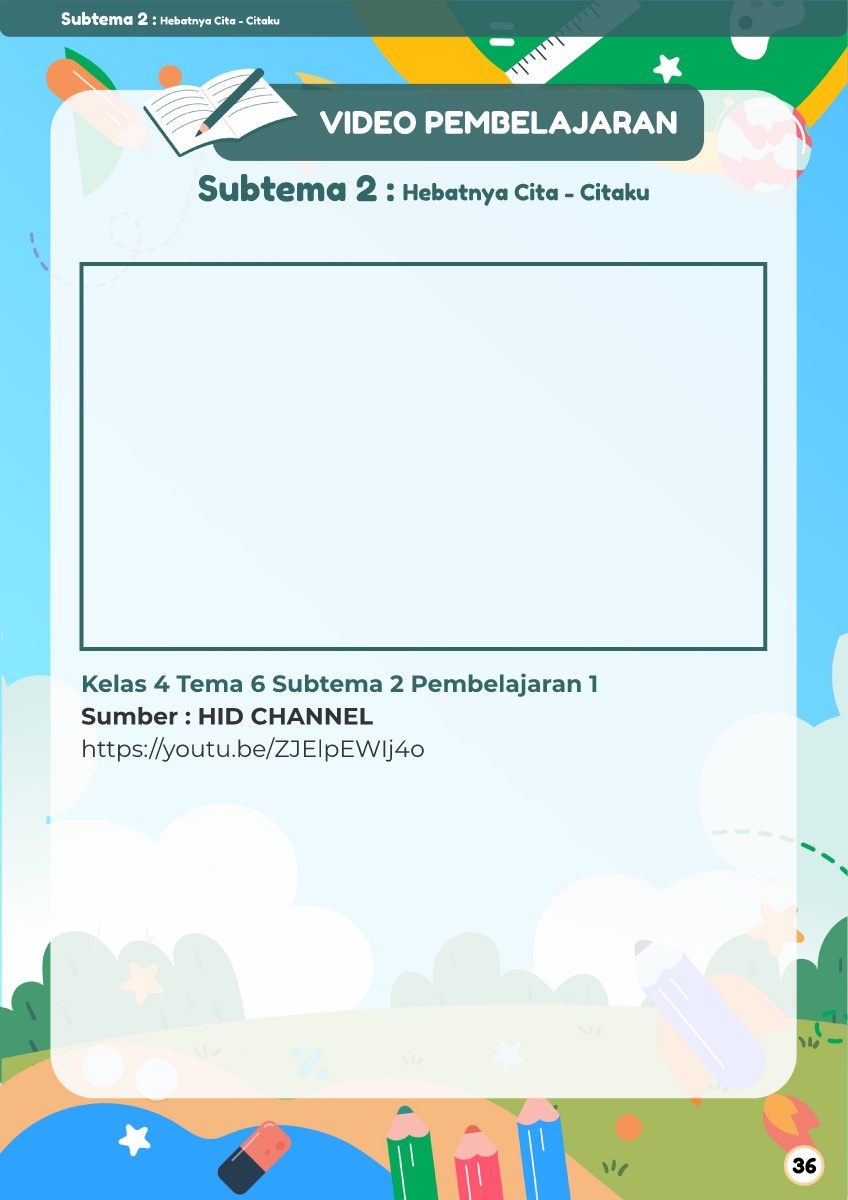 Subtema 2 : Hebatnya Cita - Citaku
VIDEO PEMBELAJARAN
Subtema 2 : Hebatnya Cita - Citaku
Kelas 4 Tema 6 Subtema 2 Pembelajaran 1
Sumber : HID CHANNEL
https://youtu.be/ZJElpEWIj4o
36